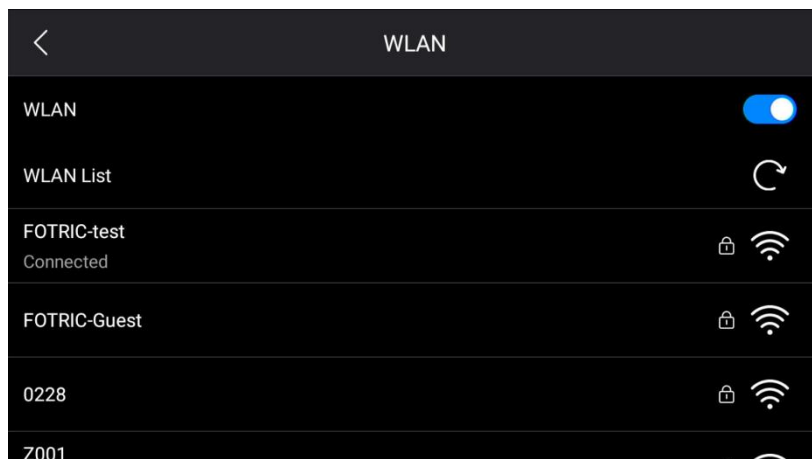 WLAN
WLAN
WLAN List
FOTRIC-test
Connected
FOTRIC-Guest
0228
Z001